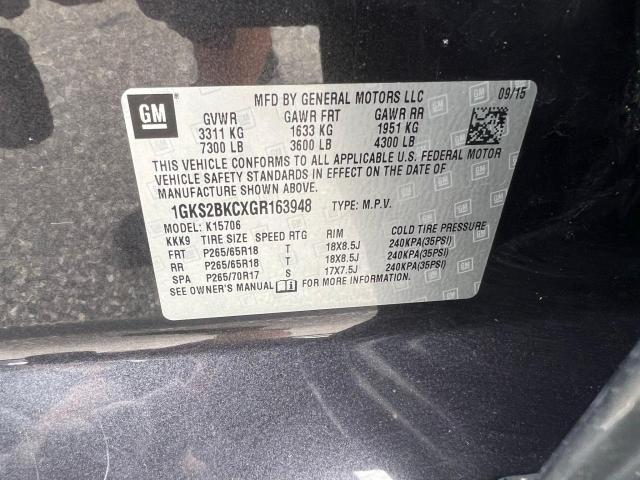 GM
MFD BY GENERAL MOTORS LLC 09/15
GVWR GAWR FRT GAWR RR
3311 KG 1633 KG 1951 KG
7300 LB 3600 LB 4300 LB
THIS VEHICLE CONFORMS TO ALL APPLICABLE U.S. FEDERAL MOTOR
VEHICLE SAFETY STANDARDS IN EFFECT ON THE DATE OF
MANUFACTURE SHOWN ABOVE.
1GKS2BKCXGR163948 TYPE: M.P.V.
MODEL: K15706
KKK9 TIRE SIZE SPEED RTG RIM COLD TIRE PRESSURE
FRT P265/65R18 T 18X8.5J 240KPA(35PSI)
RR P265/65R18 T 18X8.5J 240KPA(35PSI)
SPA P265/70R17 S 17X7.5J 240KPA(35PSI)
SEE OWNER'S MANUAL FOR MORE INFORMATION.